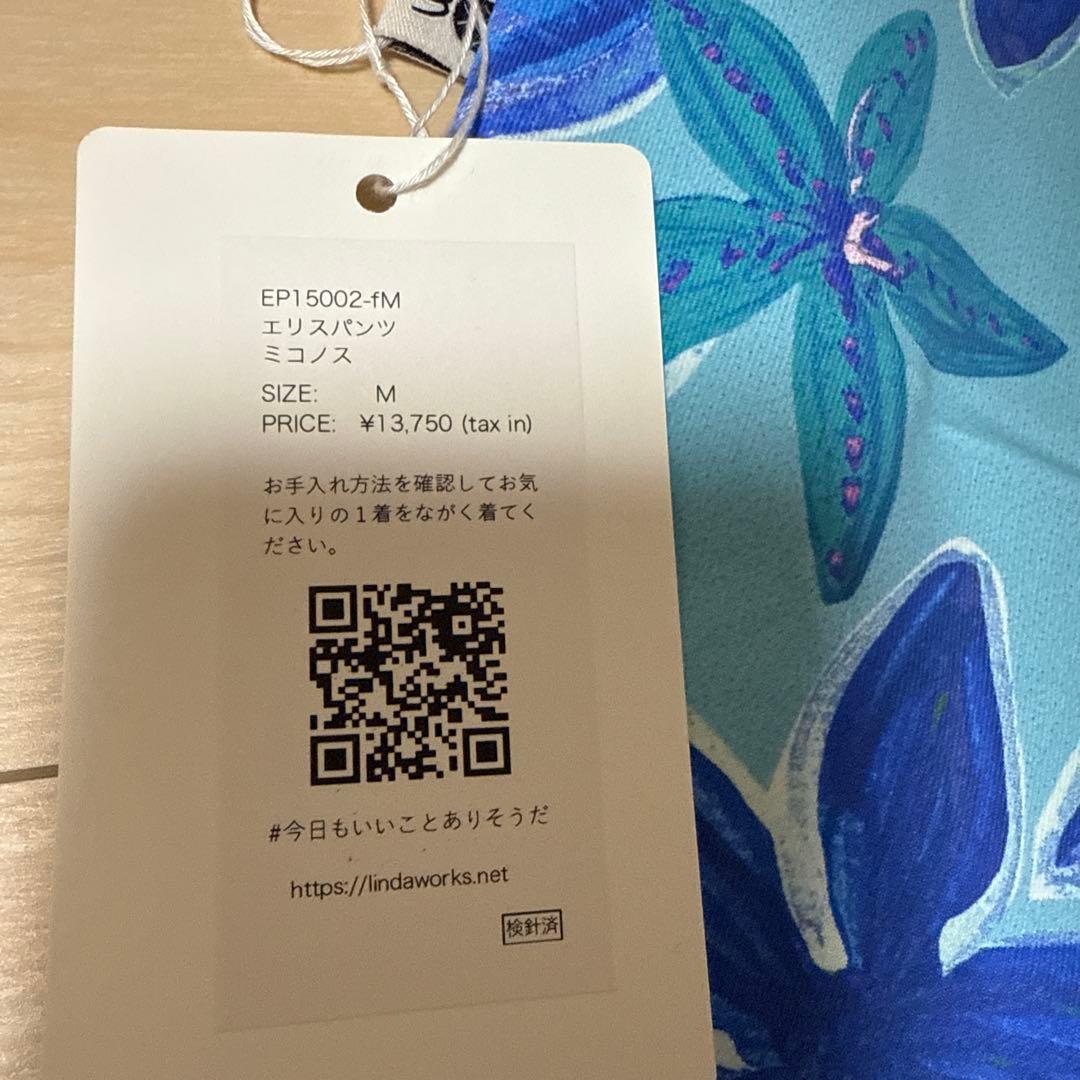 EP15002-fM
エリスパンツ
ミコノス
SIZE: M
PRICE: ¥13,750 (tax in)
お手入れ方法を確認してお気
に入りの1着をながく着てく
ださい。
#今日もいいことありそうだ
https://lindaworks.net
検針済